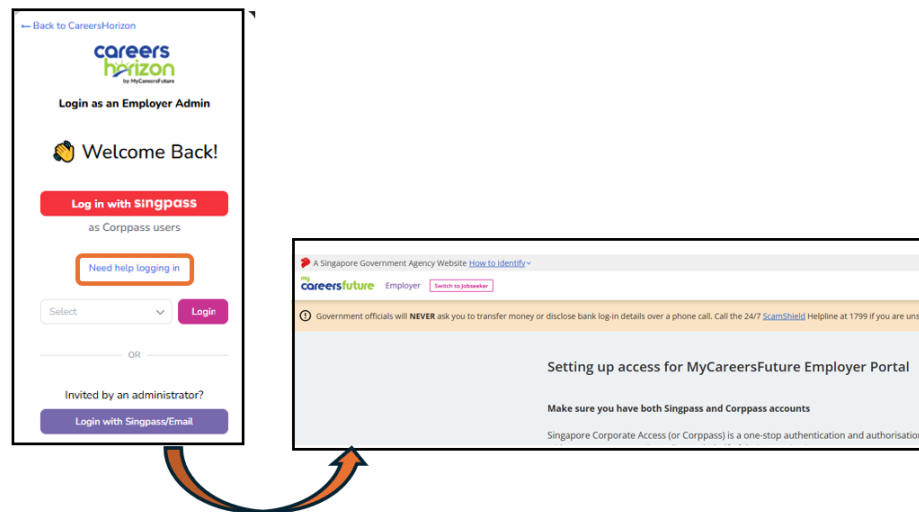 ← Back to CareersHorizon
careers
horizon
by MyCareersFuture
Login as an Employer Admin
Welcome Back!
Log in with singpass
as Corppass users
Need help logging in
Select
Login
OR
Invited by an administrator?
Login with Singpass/Email
A Singapore Government Agency Website How to identify
my
careersfuture Employer Switch to Jobseeker
Government officials will NEVER ask you to transfer money or disclose bank log-in details over a phone call. Call the 24/7 ScamShield Helpline at 1799 if you are uns
Setting up access for MyCareersFuture Employer Portal
Make sure you have both Singpass and Corppass accounts
Singapore Corporate Access (or Corppass) is a one-stop authentication and authorisation